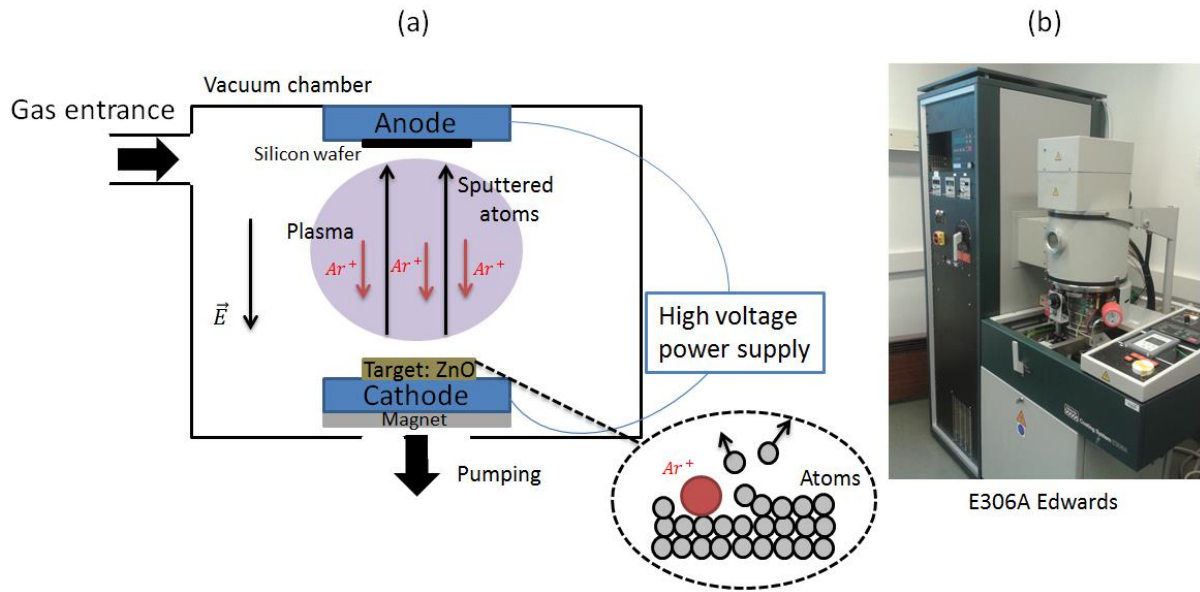 (a)
(b)
Vacuum chamber
Gas entrance
Anode
Silicon wafer
Sputtered
atoms
Plasma
Ar⁺
Ar⁺
Ar⁺
E⃗
High voltage
power supply
Target: ZnO
Cathode
Magnet
Pumping
Ar⁺
Atoms
E306A Edwards